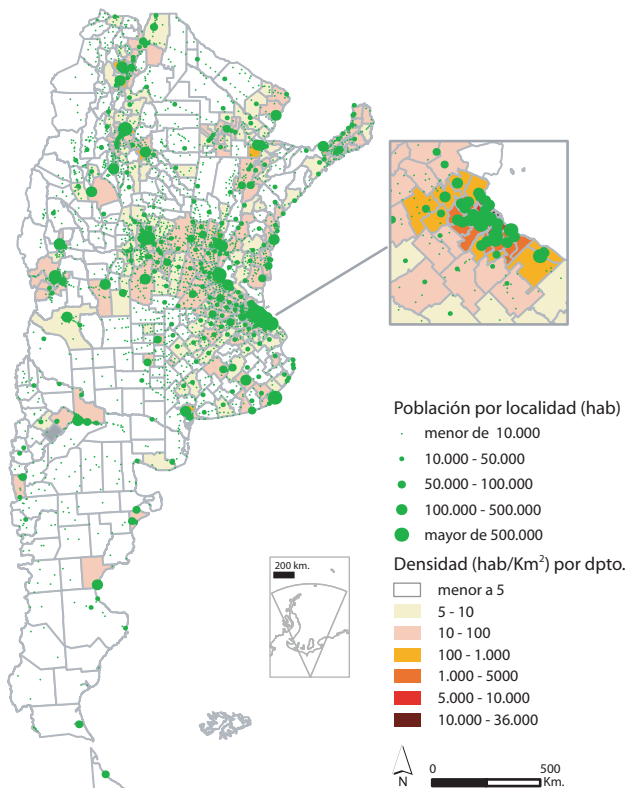 Población por localidad (hab)
menor de 10.000
10.000 - 50.000
50.000 - 100.000
100.000 - 500.000
mayor de 500.000
200 km.
Densidad (hab/Km²) por dpto.
menor a 5
5 - 10
10 - 100
100 - 1.000
1.000 - 5000
5.000 - 10.000
10.000 - 36.000
N
0 500
Km.